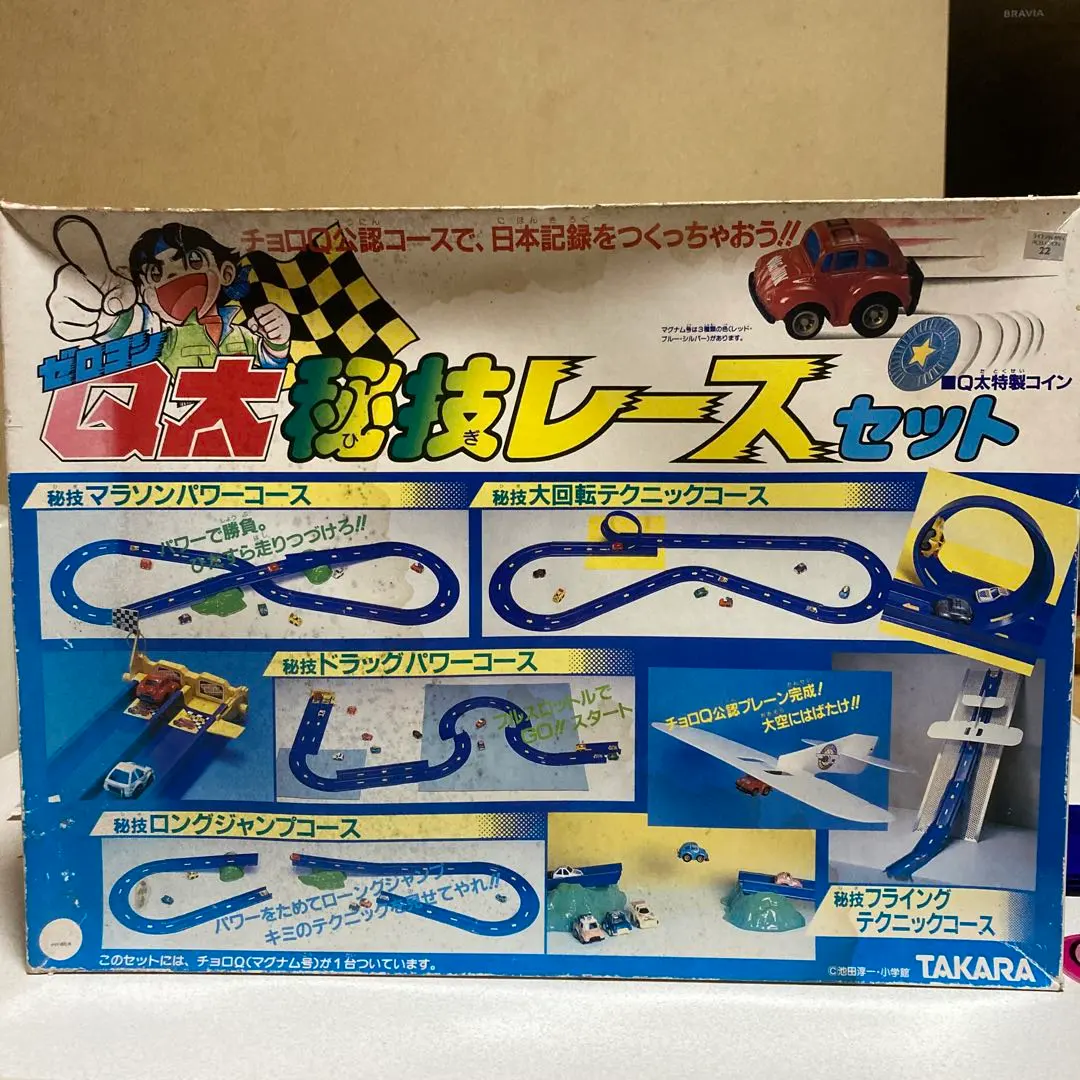 BRAVIA
チョロQ公認コースで、日本記録をつくっちゃおう!!
にほんきろく
22
マグナム号は3種類の色(レッド・
ブルー・シルバー)があります。
ゼロヨン
Q太秘技レースセット
ひ ぎ
■Q太特製コイン
秘技マラソンパワーコース
パワーで勝負。
ひたすら走りつづけろ!!
秘技大回転テクニックコース
秘技ドラッグパワーコース
フルスロットルで
GO!! スタート
チョロQ公認プレーン完成!
大空にはばたけ!!
秘技ロングジャンプコース
パワーをためてローングジャンプ
キミのテクニックを見せてやれ!!
秘技フライング
テクニックコース
このセットには、チョロQ(マグナム号)が1台ついています。
©池田淳一・小学館
TAKARA